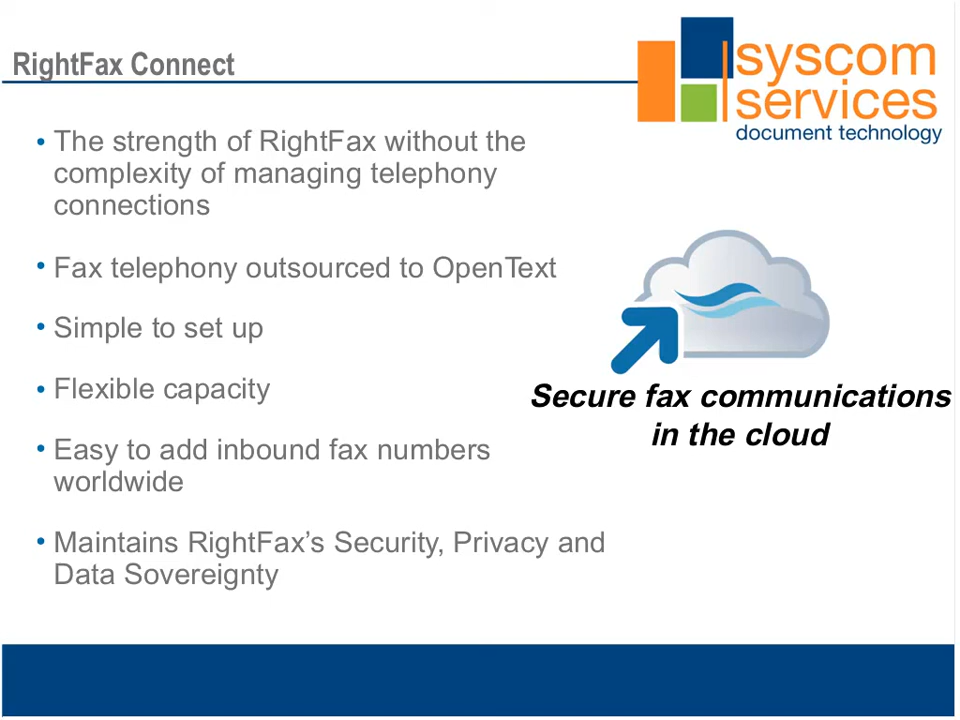 RightFax Connect
syscom
services
document technology
• The strength of RightFax without the
complexity of managing telephony
connections
• Fax telephony outsourced to OpenText
• Simple to set up
• Flexible capacity
• Easy to add inbound fax numbers
worldwide
• Maintains RightFax’s Security, Privacy and
Data Sovereignty
Secure fax communications
in the cloud